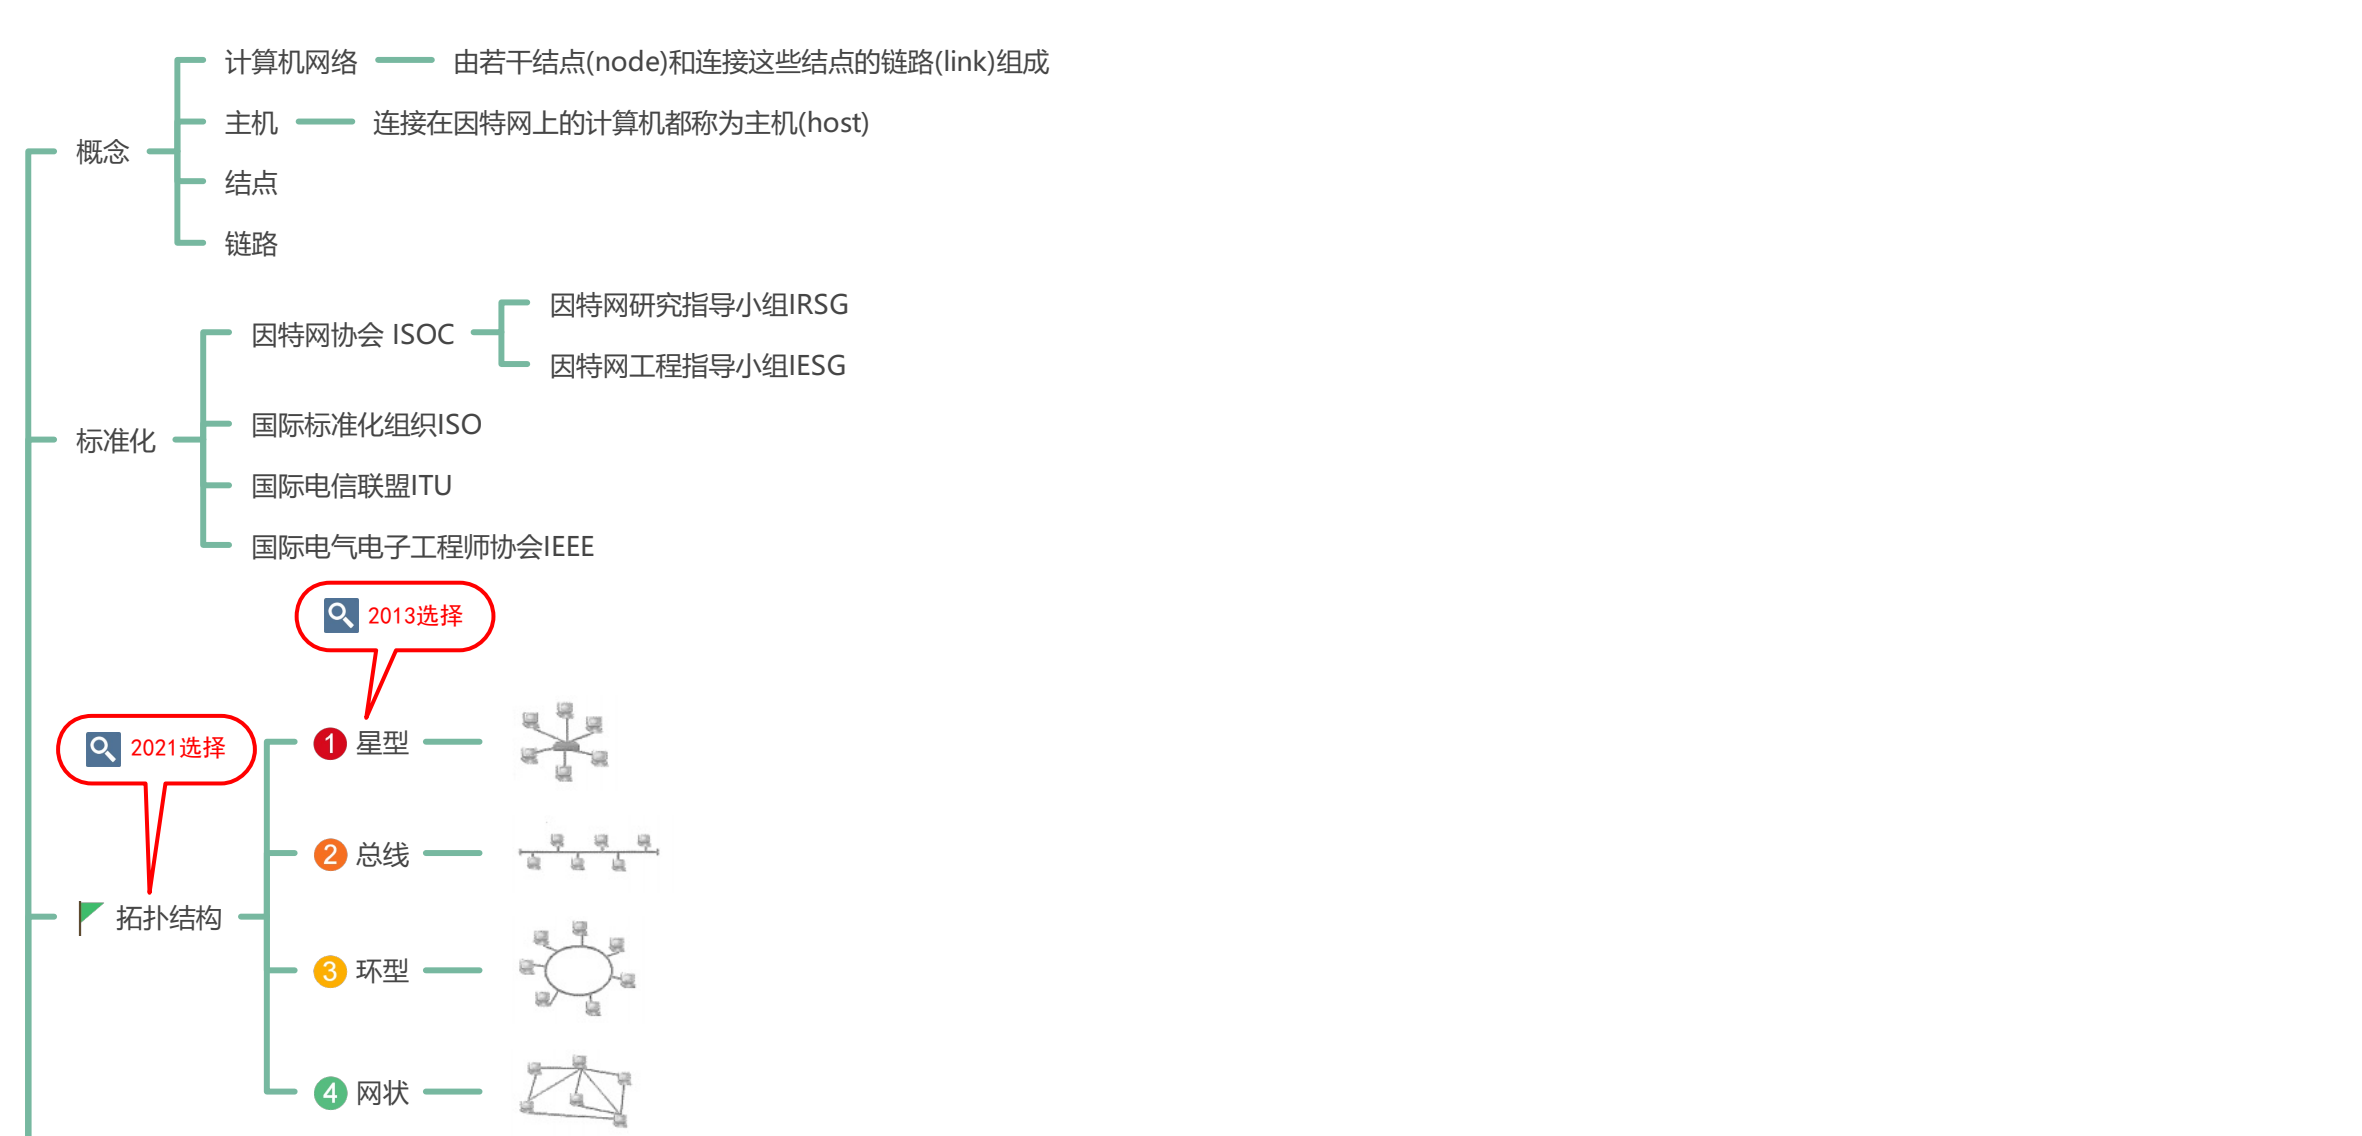 计算机网络
由若干结点(node)和连接这些结点的链路(link)组成
主机
连接在因特网上的计算机都称为主机(host)
概念
结点
链路
因特网研究指导小组IRSG
因特网协会 ISOC
因特网工程指导小组IESG
国际标准化组织ISO
标准化
国际电信联盟ITU
国际电气电子工程师协会IEEE
2013选择
1 星型
2021选择
2 总线
拓扑结构
3 环型
4 网状